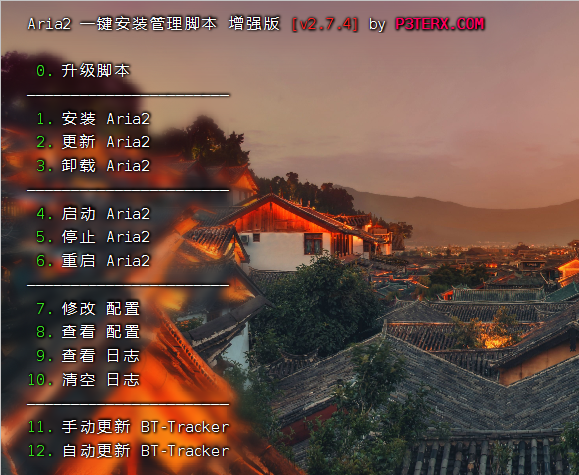 Aria2 一键安装管理脚本 增强版 [v2.7.4] by P3TERX.COM
0. 升级脚本
1. 安装 Aria2
2. 更新 Aria2
3. 卸载 Aria2
4. 启动 Aria2
5. 停止 Aria2
6. 重启 Aria2
7. 修改 配置
8. 查看 配置
9. 查看 日志
10. 清空 日志
11. 手动更新 BT-Tracker
12. 自动更新 BT-Tracker